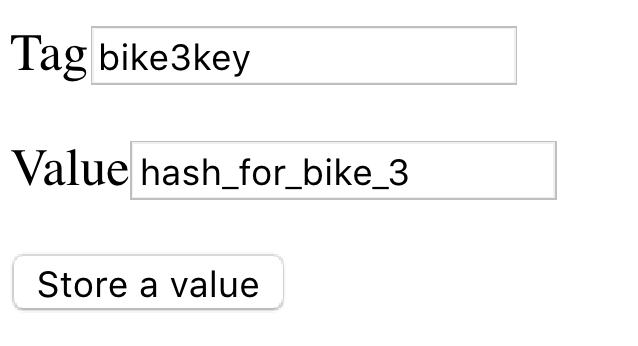 Tag bike3key
Value hash_for_bike_3
Store a value